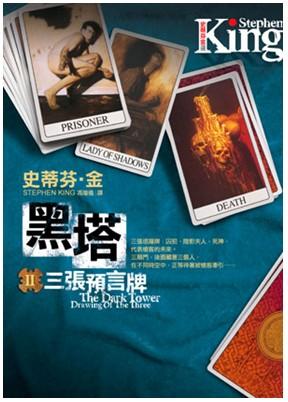 Stephen
King
PRISONER
LADY OF SHADOWS
DEATH
史蒂芬·金
STEPHEN KING
黑塔
II 三張預言牌
The Dark Tower
Drawing Of The Three
三張塔羅牌，囚犯、陰影夫人、死神，
代表槍客的未來。
三扇門，後面藏著三個人，
在不同時空中，正等待著被槍客牽引……